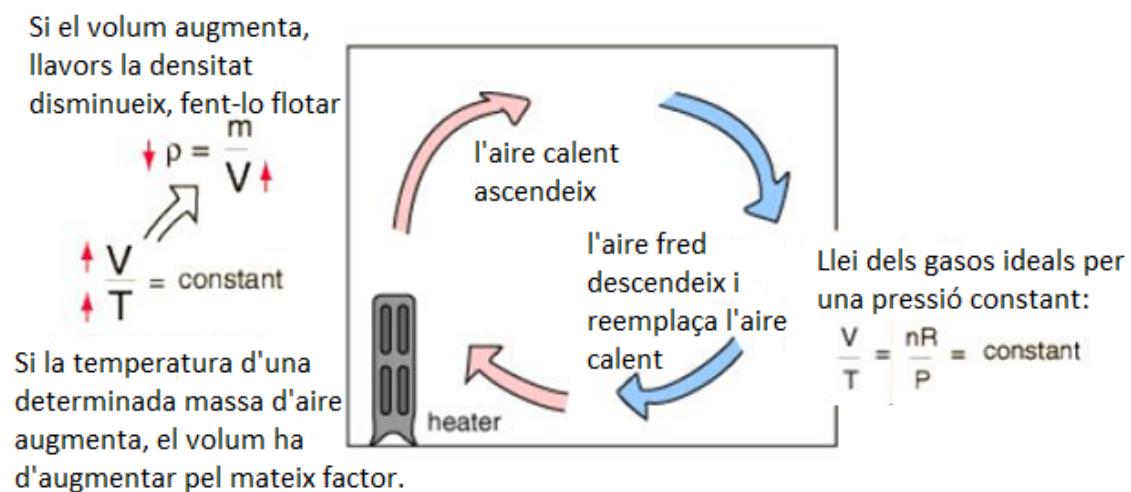 Si el volum augmenta,
llavors la densitat
disminueix, fent-lo flotar
ρ = m
V
V
T = constant
Si la temperatura d'una
determinada massa d'aire
augmenta, el volum ha
d'augmentar pel mateix factor.
l'aire calent
ascendeix
l'aire fred
descendeix i
reemplaça l'aire
calent
heater
Llei dels gasos ideals per
una pressió constant:
V
T = nR
P = constant